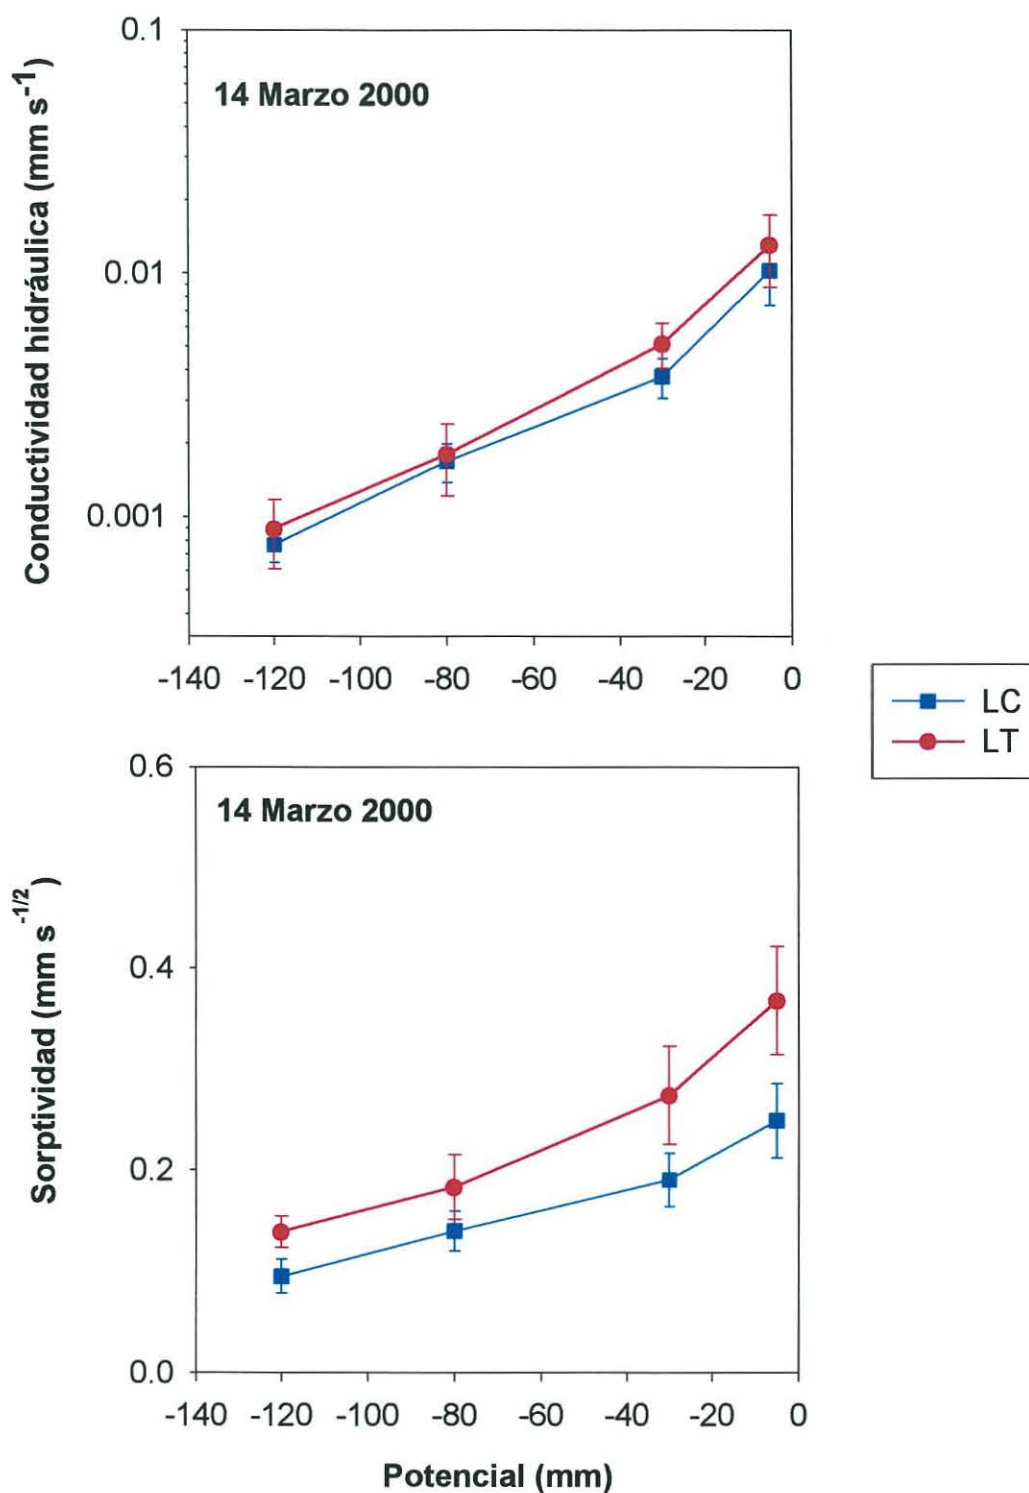 0.1
14 Marzo 2000
Conductividad hidráulica (mm s-1)
0.01
0.001
-140 -120 -100 -80 -60 -40 -20 0
LC
LT
0.6
14 Marzo 2000
Sorptividad (mm s-1/2)
0.4
0.2
0.0
-140 -120 -100 -80 -60 -40 -20 0
Potencial (mm)